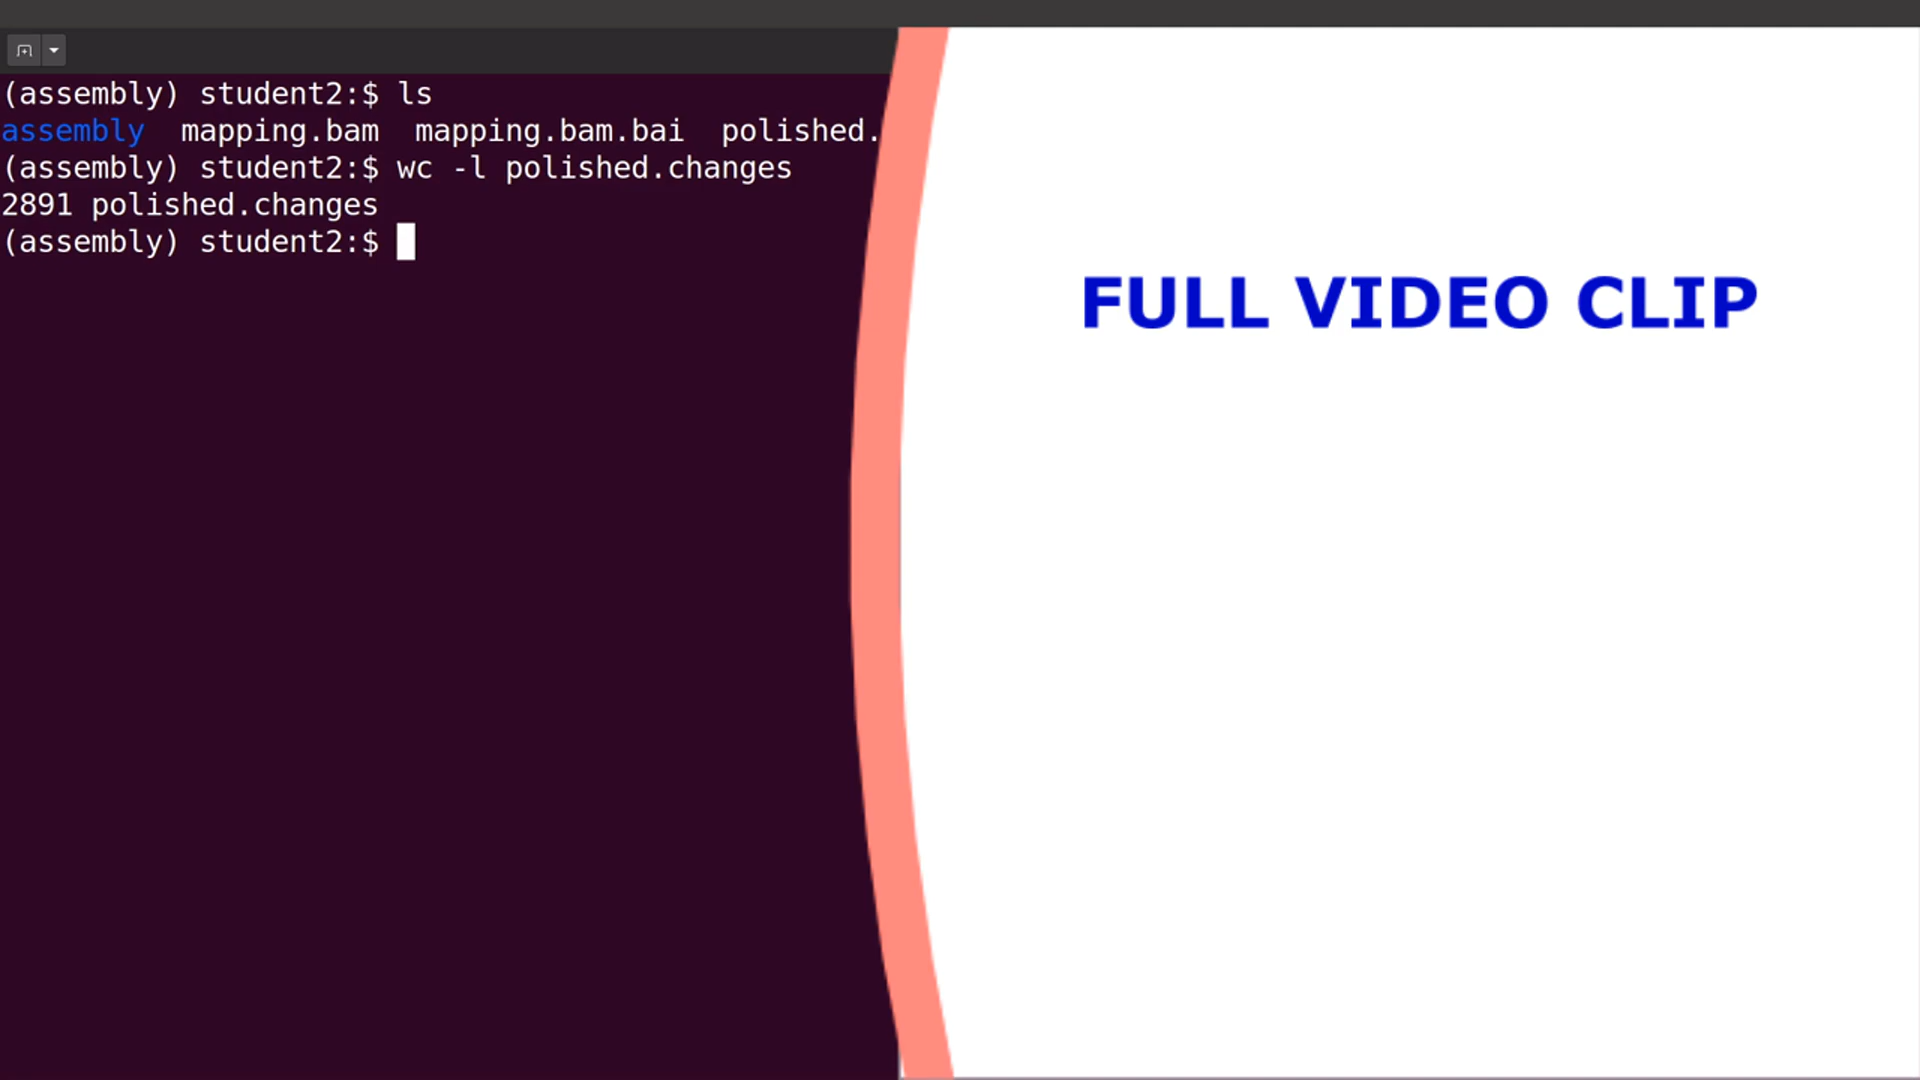 (assembly) student2:$ ls
assembly  mapping.bam  mapping.bam.bai  polished.
(assembly) student2:$ wc -l polished.changes
2891 polished.changes
(assembly) student2:$
FULL VIDEO CLIP